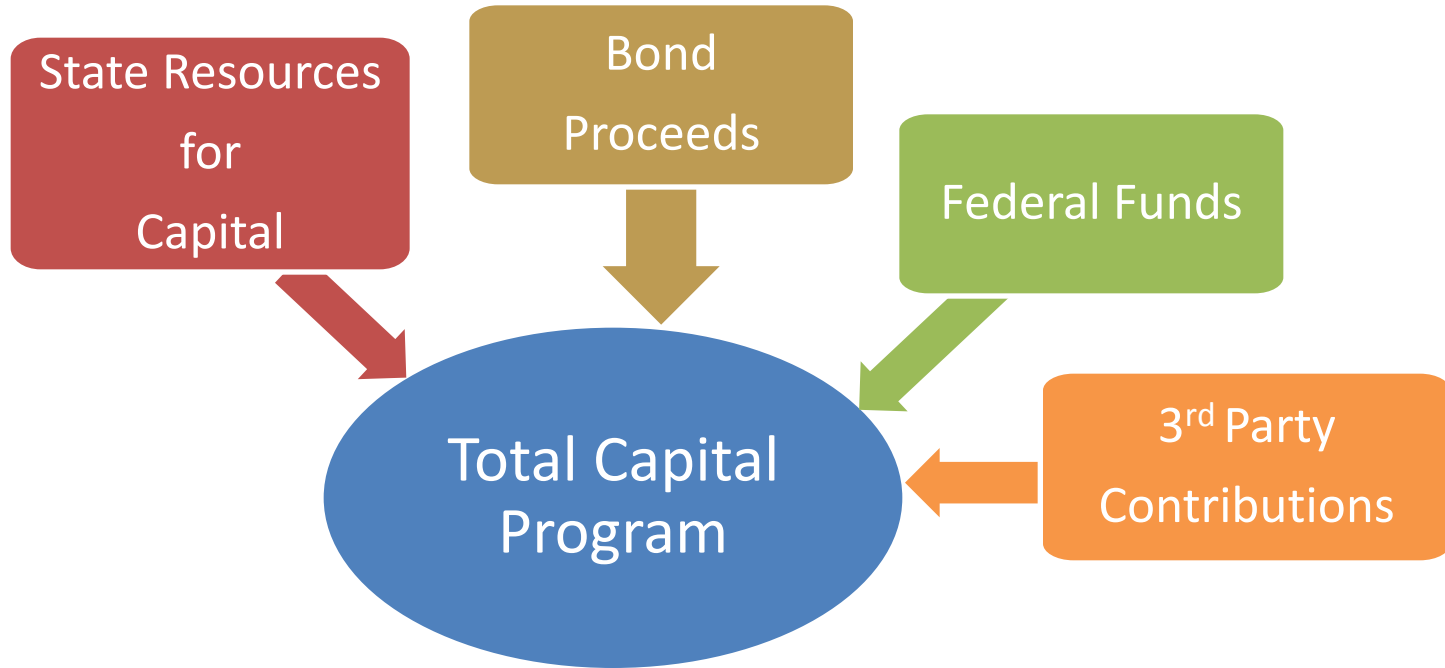 State Resources
for
Capital
Bond
Proceeds
Federal Funds
3rd Party
Contributions
Total Capital
Program